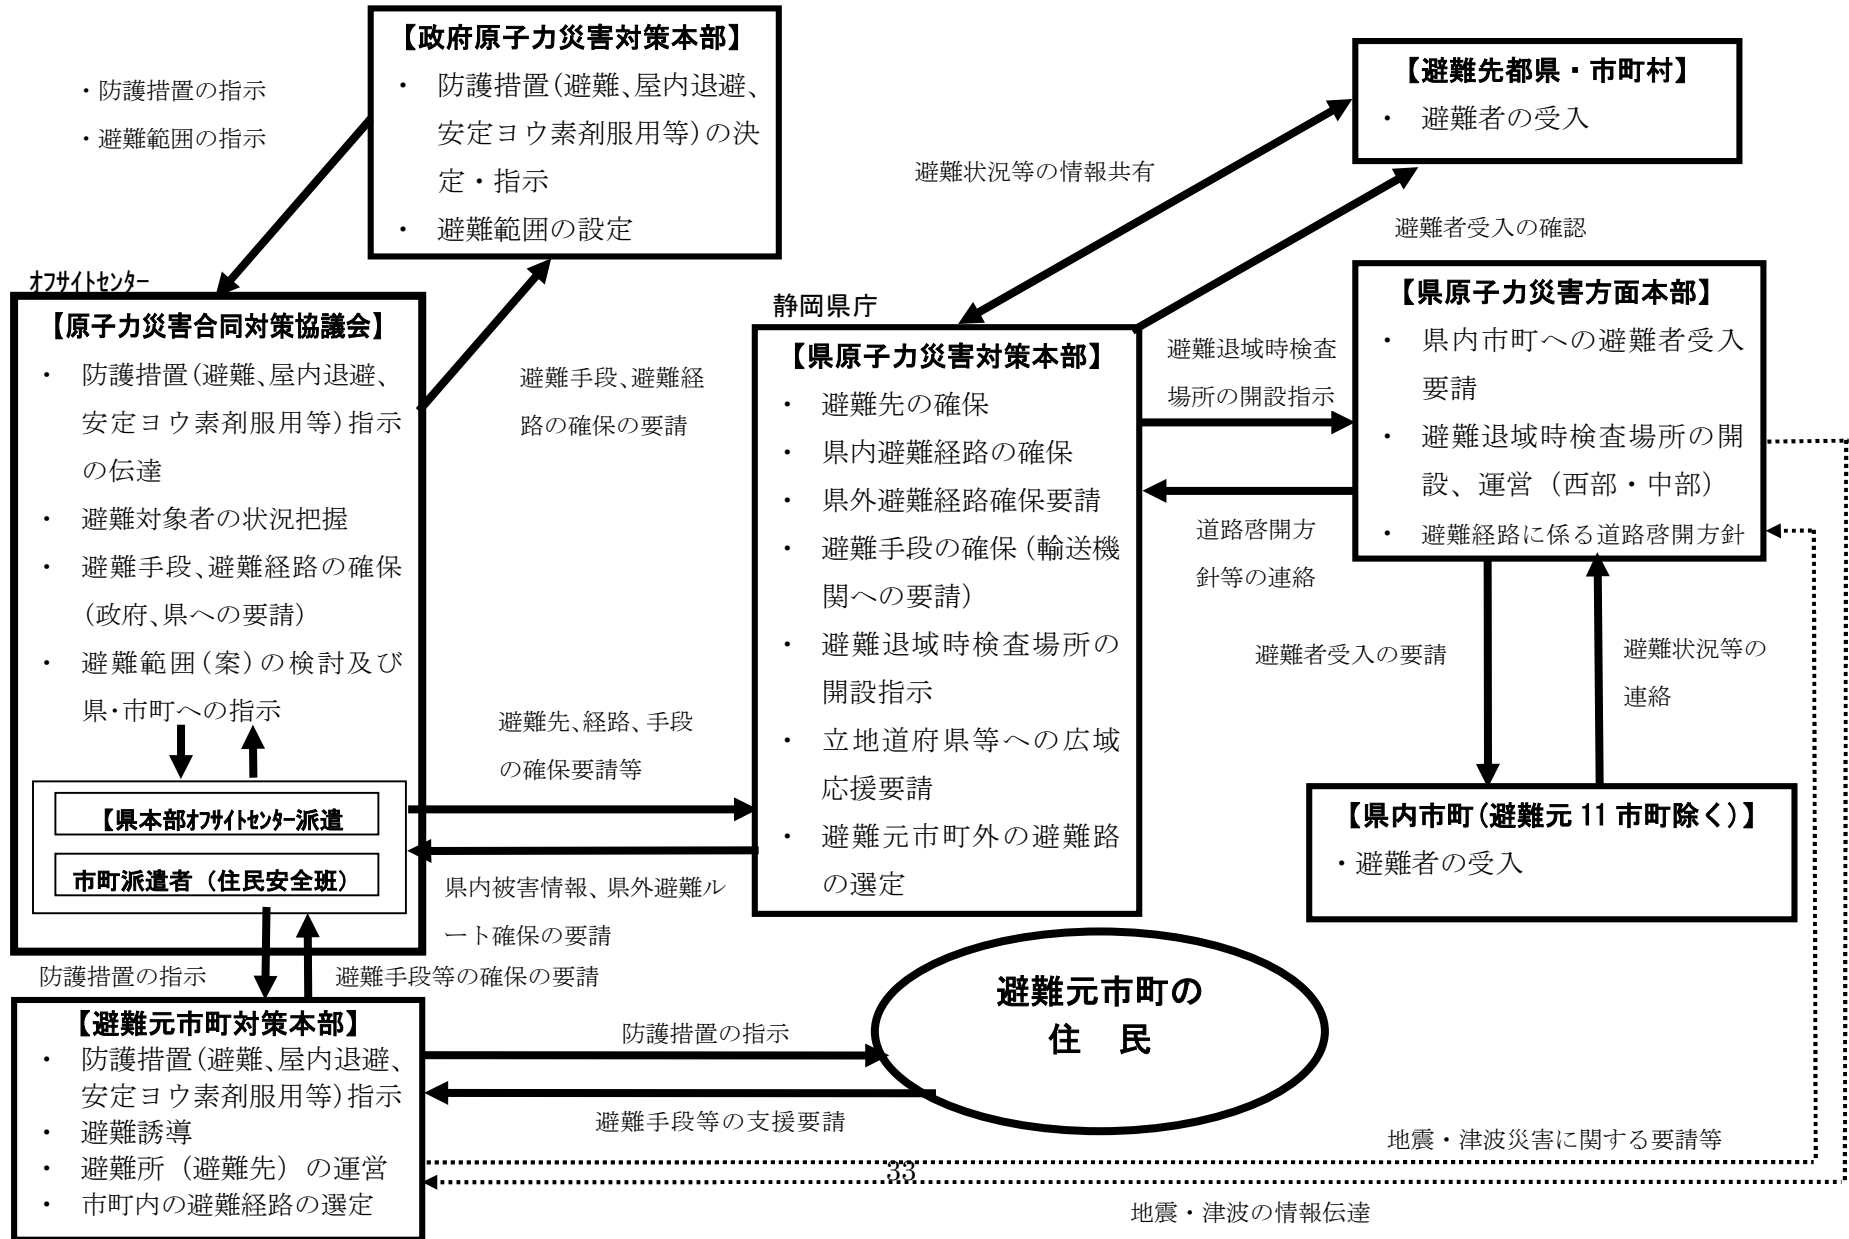 【政府原子力災害対策本部】
・ 防護措置(避難、屋内退避、
安定ヨウ素剤服用等)の決
定・指示
・ 避難範囲の設定
・防護措置の指示
・避難範囲の指示
【避難先都県・市町村】
・ 避難者の受入
避難状況等の情報共有
避難者受入の確認
オフサイトセンター
【原子力災害合同対策協議会】
・ 防護措置(避難、屋内退避、
安定ヨウ素剤服用等)指示
の伝達
・ 避難対象者の状況把握
・ 避難手段、避難経路の確保
(政府、県への要請)
・ 避難範囲(案)の検討及び
県・市町への指示
【県本部オフサイトセンター派遣
市町派遣者（住民安全班）
避難手段、避難経
路の確保の要請
避難先、経路、手段
の確保要請等
県内被害情報、県外避難ル
ート確保の要請
静岡県庁
【県原子力災害対策本部】
・ 避難先の確保
・ 県内避難経路の確保
・ 県外避難経路確保要請
・ 避難手段の確保(輸送機
関への要請)
・ 避難退域時検査場所の
開設指示
・ 立地道府県等への広域
応援要請
・ 避難元市町外の避難路
の選定
避難退域時検査
場所の開設指示
道路啓開方
針等の連絡
【県原子力災害方面本部】
・ 県内市町への避難者受入
要請
・ 避難退域時検査場所の開
設、運営（西部・中部）
・ 避難経路に係る道路啓開方針
避難者受入の要請
避難状況等の
連絡
【県内市町(避難元 11 市町除く)】
・避難者の受入
防護措置の指示
避難手段等の確保の要請
【避難元市町対策本部】
・ 防護措置(避難、屋内退避、
安定ヨウ素剤服用等)指示
・ 避難誘導
・ 避難所（避難先）の運営
・ 市町内の避難経路の選定
防護措置の指示
避難手段等の支援要請
避難元市町の
住 民
地震・津波災害に関する要請等
33
地震・津波の情報伝達